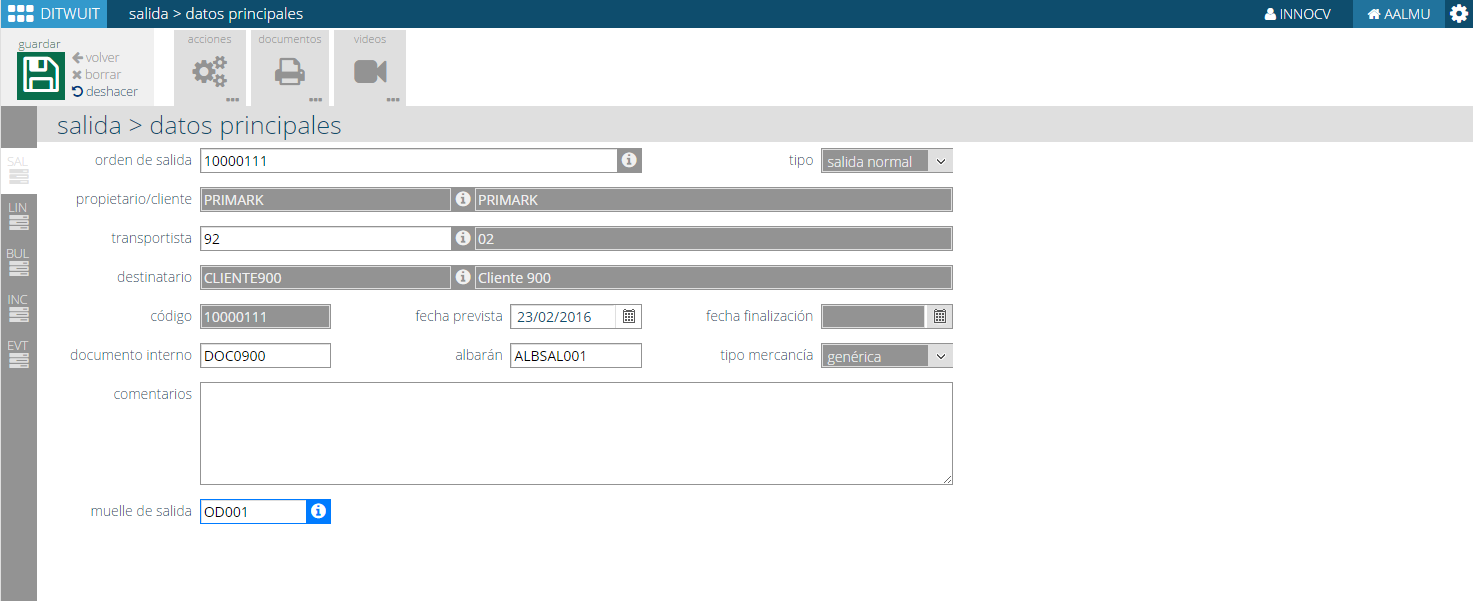 DITWUIT salida > datos principales INNOCV AALMU
guardar
volver
borrar
deshacer
acciones
documentos
videos
salida > datos principales
SAL
LIN
BUL
INC
EVT
orden de salida 10000111 tipo salida normal
propietario/cliente PRIMARK PRIMARK
transportista 92 02
destinatario CLIENTE900 Cliente 900
código 10000111 fecha prevista 23/02/2016 fecha finalización
documento interno DOC0900 albarán ALBSAL001 tipo mercancía genérica
comentarios
muelle de salida OD001